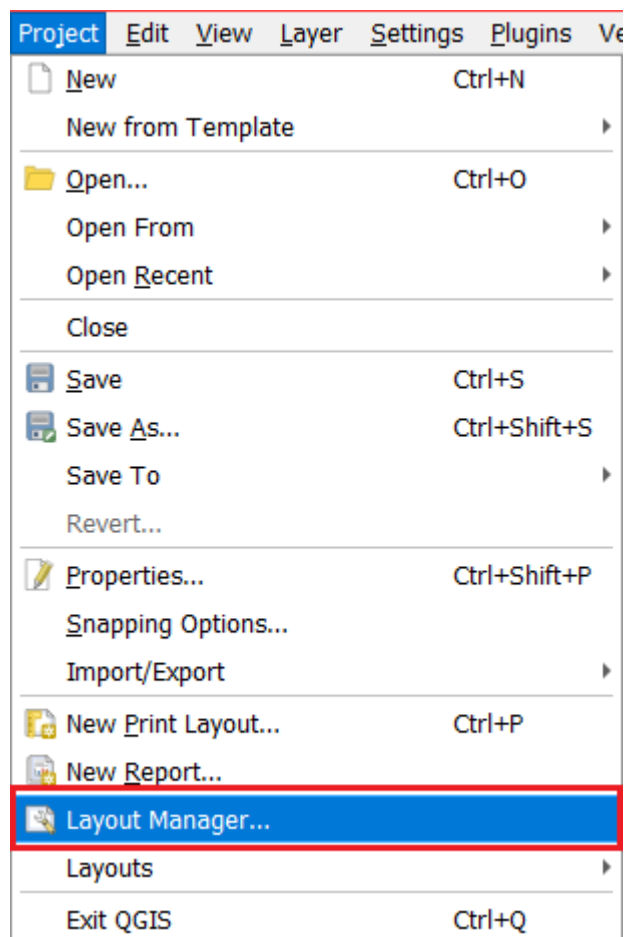 Project Edit View Layer Settings Plugins Ve
New Ctrl+N
New from Template
Open... Ctrl+O
Open From
Open Recent
Close
Save Ctrl+S
Save As... Ctrl+Shift+S
Save To
Revert...
Properties... Ctrl+Shift+P
Snapping Options...
Import/Export
New Print Layout... Ctrl+P
New Report...
Layout Manager...
Layouts
Exit QGIS Ctrl+Q